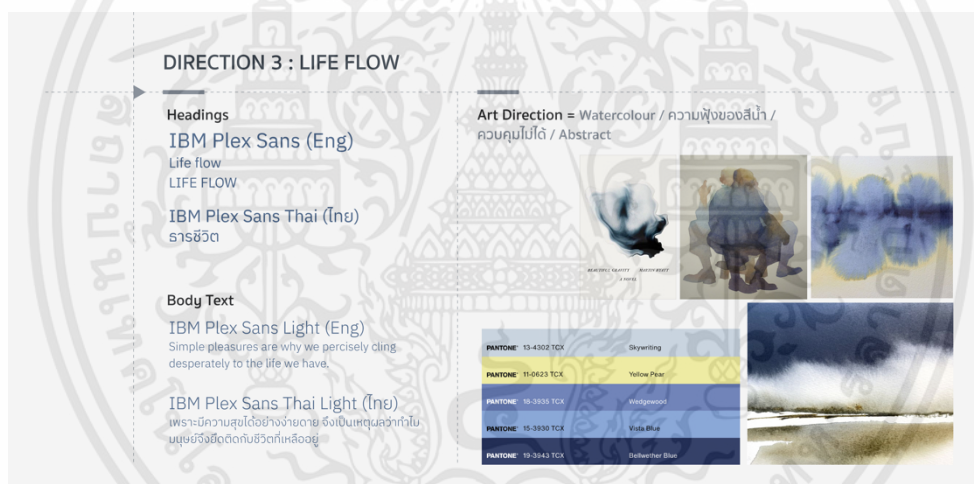 DIRECTION 3 : LIFE FLOW
Headings
IBM Plex Sans (Eng)
Life flow
LIFE FLOW
IBM Plex Sans Thai (ไทย)
ธารชีวิต
Body Text
IBM Plex Sans Light (Eng)
Simple pleasures are why we percisely cling
desperately to the life we have,
IBM Plex Sans Thai Light (ไทย)
เพราะมีความสุขได้อย่างง่ายดาย จึงเป็นเหตุผลว่าทำไม
มนุษย์จึงยึดติดกับชีวิตที่เหลืออยู่
Art Direction = Watercolour / ความฟุ้งของสีน้ำ /
ควบคุมไม่ได้ / Abstract
BEAUTIFUL GRAVITY MARTIN HYATT
A NOVEL
PANTONE 13-4302 TCX Skywriting
PANTONE 11-0623 TCX Yellow Pear
PANTONE 18-3935 TCX Wedgewood
PANTONE 15-3930 TCX Vista Blue
PANTONE 19-3943 TCX Bellwether Blue